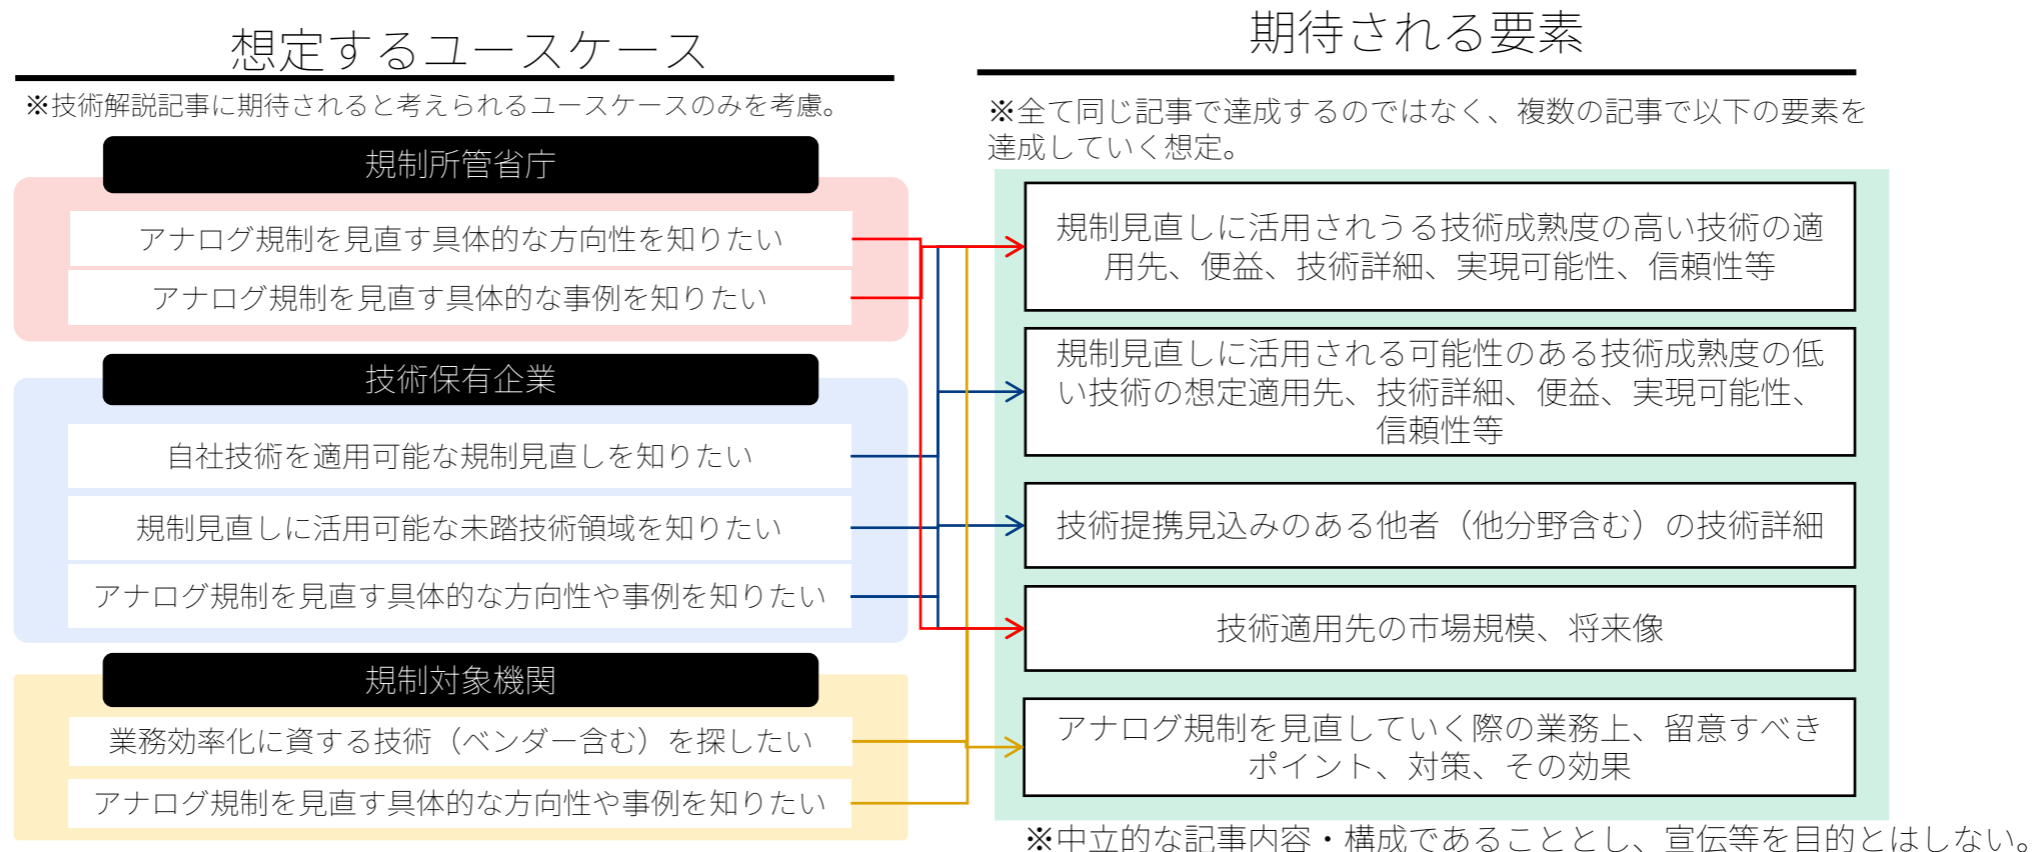 想定するユースケース
※技術解説記事に期待されると考えられるユースケースのみを考慮。
規制所管省庁
アナログ規制を見直す具体的な方向性を知りたい
アナログ規制を見直す具体的な事例を知りたい
技術保有企業
自社技術を適用可能な規制見直しを知りたい
規制見直しに活用可能な未踏技術領域を知りたい
アナログ規制を見直す具体的な方向性や事例を知りたい
規制対象機関
業務効率化に資する技術（ベンダー含む）を探したい
アナログ規制を見直す具体的な方向性や事例を知りたい
期待される要素
※全て同じ記事で達成するのではなく、複数の記事で以下の要素を
達成していく想定。
規制見直しに活用されうる技術成熟度の高い技術の適
用先、便益、技術詳細、実現可能性、信頼性等
規制見直しに活用される可能性のある技術成熟度の低
い技術の想定適用先、技術詳細、便益、実現可能性、
信頼性等
技術提携見込みのある他者（他分野含む）の技術詳細
技術適用先の市場規模、将来像
アナログ規制を見直していく際の業務上、留意すべき
ポイント、対策、その効果
※中立的な記事内容・構成であることとし、宣伝等を目的とはしない。